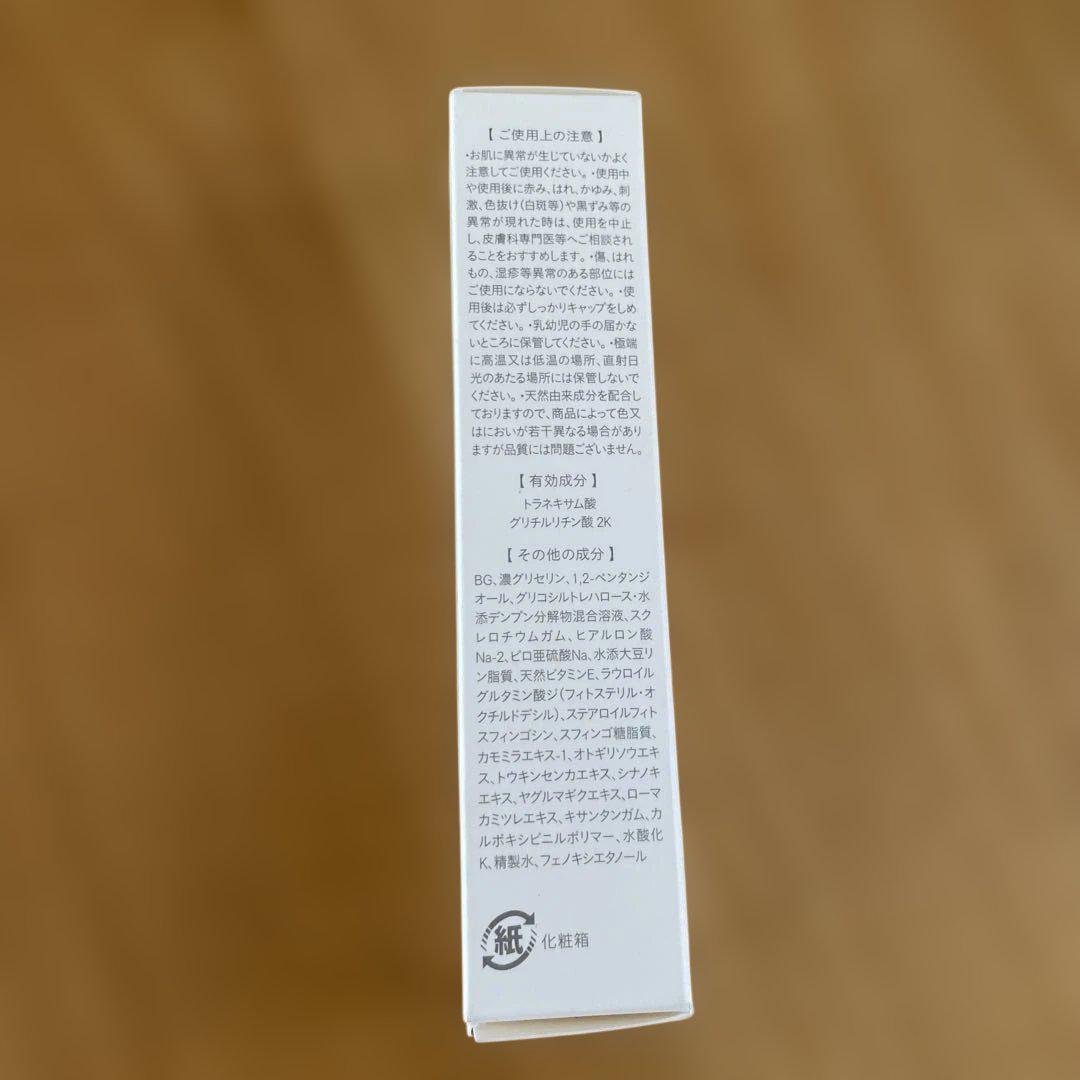 【 ご使用上の注意 】
・お肌に異常が生じていないかよく
注意してご使用ください。・使用中
や使用後に赤み、はれ、かゆみ、刺
激、色抜け(白斑等)や黒ずみ等の
異常が現れた時は、使用を中止
し、皮膚科専門医等へご相談され
ることをおすすめします。・傷、はれ
もの、湿疹等異常のある部位には
ご使用にならないでください。・使
用後は必ずしっかりキャップをしめ
てください。・乳幼児の手の届かな
いところに保管してください。・極端
に高温又は低温の場所、直射日
光のあたる場所には保管しないで
ください。・天然由来成分を配合し
ておりますので、商品によって色又
はにおいが若干異なる場合があり
ますが品質には問題ございません。
【 有効成分 】
トラネキサム酸
グリチルリチン酸 2K
【 その他の成分 】
BG、濃グリセリン、1,2-ペンタンジ
オール、グリコシルトレハロース・水
添デンプン分解物混合溶液、スク
レロチウムガム、ヒアルロン酸
Na-2、ピロ亜硫酸Na、水添大豆リ
ン脂質、天然ビタミンE、ラウロイル
グルタミン酸ジ(フィトステリル・オ
クチルドデシル)、ステアロイルフィト
スフィンゴシン、スフィンゴ糖脂質、
カモミラエキス-1、オトギリソウエキ
ス、トウキンセンカエキス、シナノキ
エキス、ヤグルマギクエキス、ローマ
カミツレエキス、キサンタンガム、カ
ルボキシビニルポリマー、水酸化
K、精製水、フェノキシエタノール
紙 化粧箱